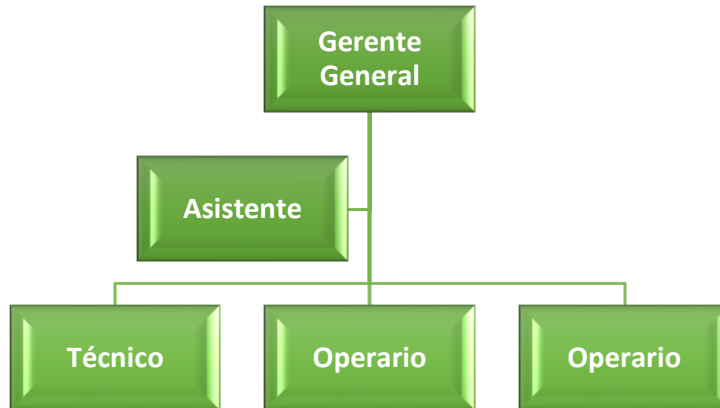 Gerente
General
Asistente
Técnico
Operario
Operario